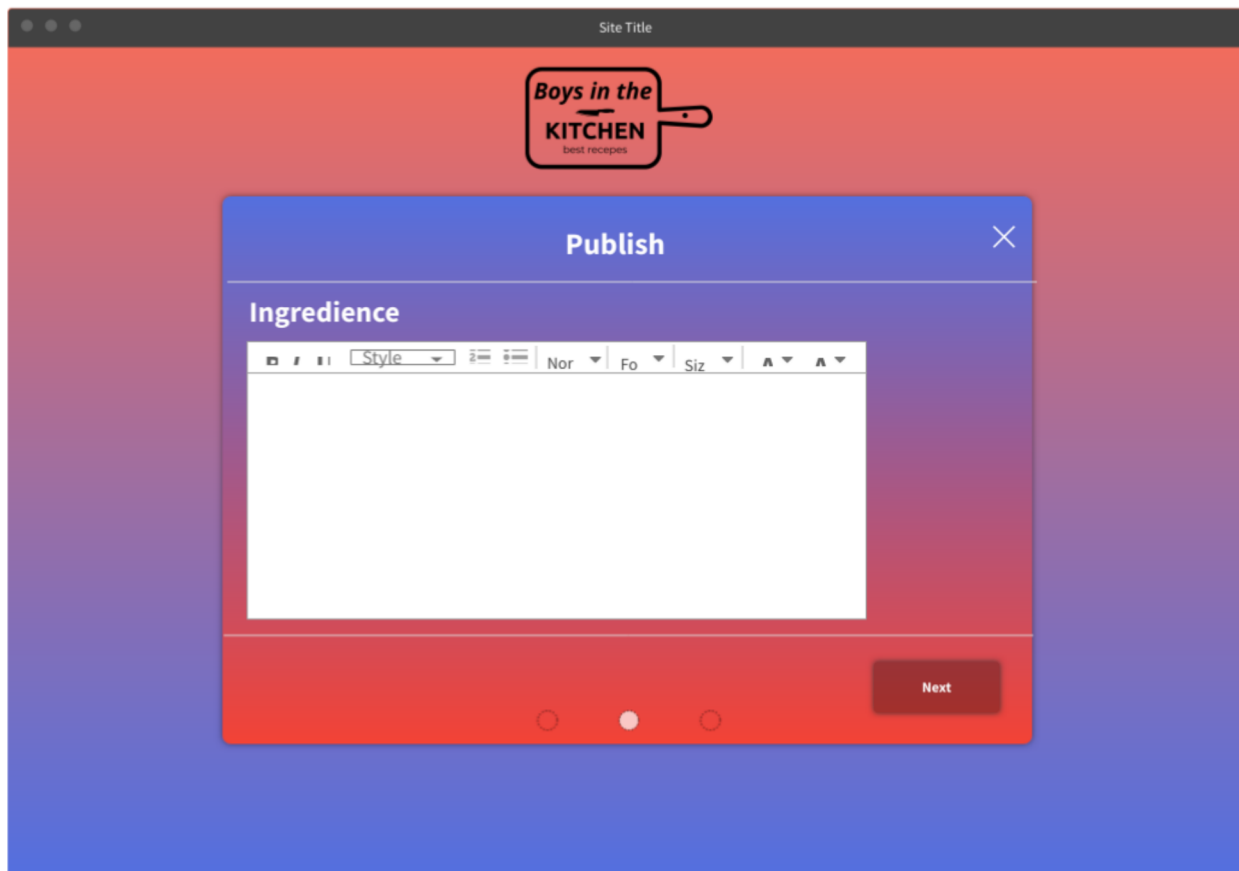 Site Title
Boys in the
KITCHEN
best recepes
Publish
Ingredience
Style Nor Fo Siz
Next